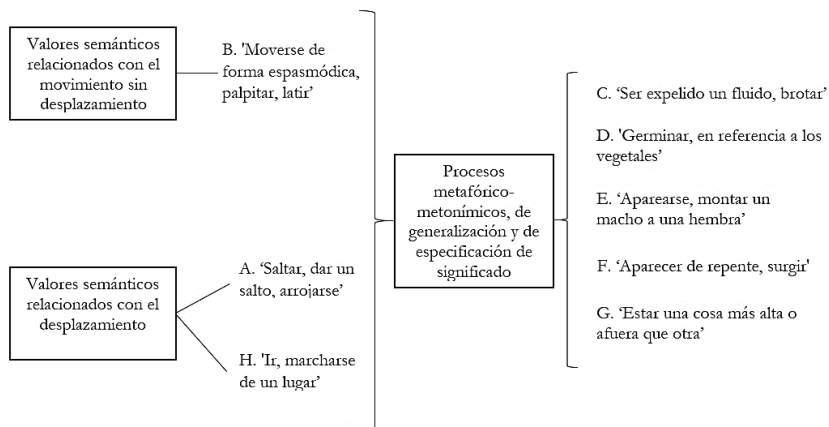 Valores semánticos
relacionados con el
movimiento sin
desplazamiento
B. 'Moverse de
forma espasmódica,
palpitar, latir’
Valores semánticos
relacionados con el
desplazamiento
A. ‘Saltar, dar un
salto, arrojarse’
H. 'Ir, marcharse
de un lugar’
Procesos
metafórico-
metonímicos, de
generalización y de
especificación de
significado
C. ‘Ser expelido un fluido, brotar’
D. 'Germinar, en referencia a los
vegetales’
E. ‘Aparearse, montar un
macho a una hembra’
F. ‘Aparecer de repente, surgir'
G. ‘Estar una cosa más alta o
afuera que otra’